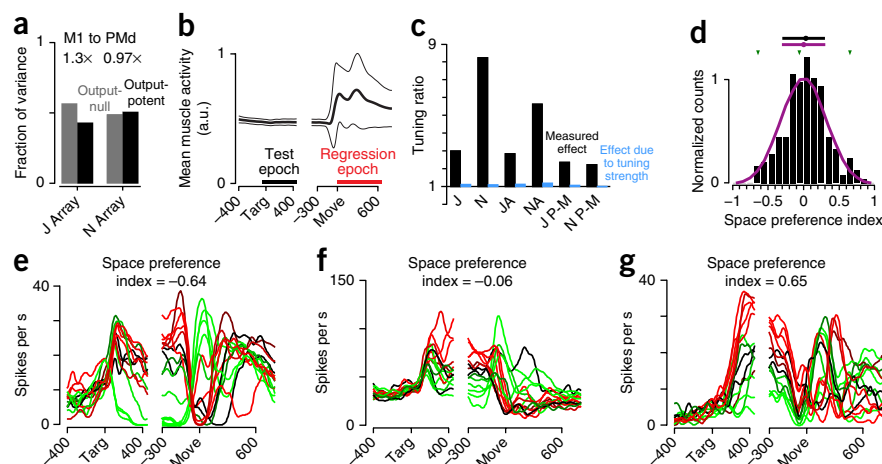 a
M1 to PMd
1.3× 0.97×
1
Output-
null
Output-
potent
0
Fraction of variance
J Array
N Array
b
1
Mean muscle activity
(a.u.)
0
Test
epoch
Regression
epoch
−400
Targ
400
−300
Move
600
c
9
Tuning ratio
1
Measured
effect
Effect due
to tuning
strength
J
N
JA
NA
J P-M
N P-M
d
Normalized counts
1
0
−1
−0.5
0
0.5
1
Space preference index
e
Space preference
index = −0.64
40
Spikes per s
0
−400
Targ
400
−300
Move
600
f
Space preference
index = −0.06
150
Spikes per s
0
−400
Targ
400
−300
Move
600
g
Space preference
index = 0.65
40
Spikes per s
0
−400
Targ
400
−300
Move
600